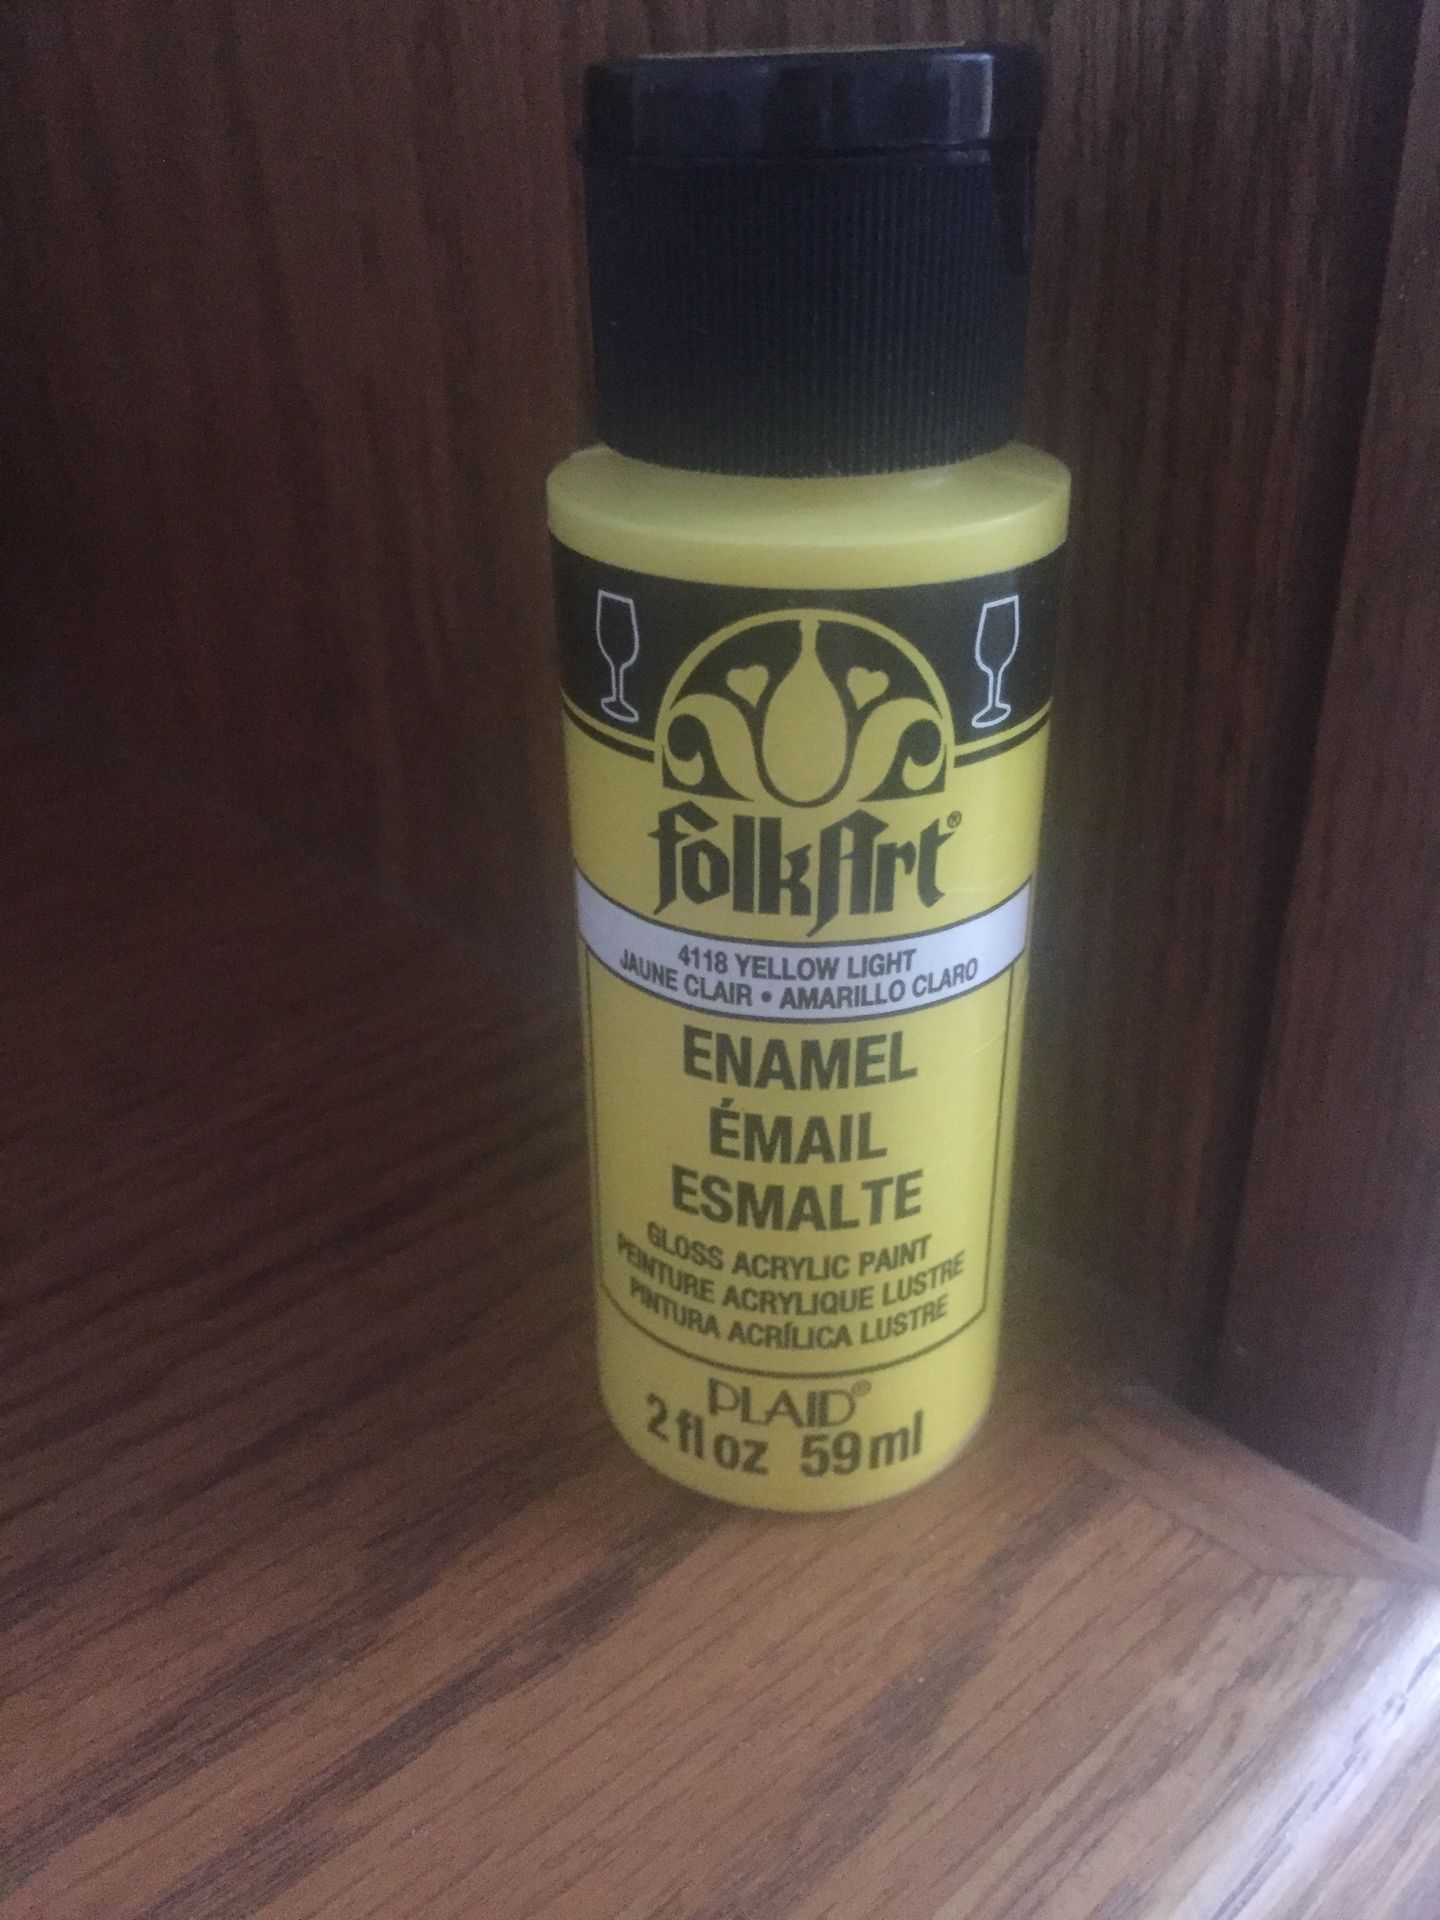 folkArt®
4118 YELLOW LIGHT
JAUNE CLAIR • AMARILLO CLARO
ENAMEL
ÉMAIL
ESMALTE
GLOSS ACRYLIC PAINT
PEINTURE ACRYLIQUE LUSTRE
PINTURA ACRÍLICA LUSTRE
PLAID®
2 fl oz 59 ml